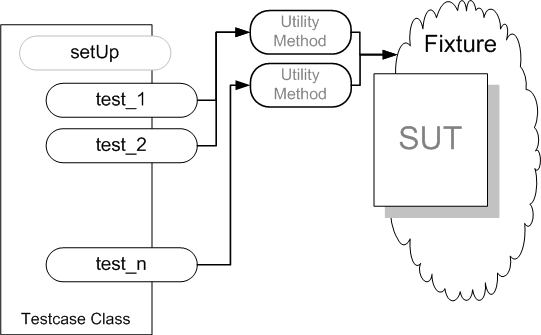 setUp
test_1
test_2
test_n
Testcase Class
Utility
Method
Utility
Method
Fixture
SUT